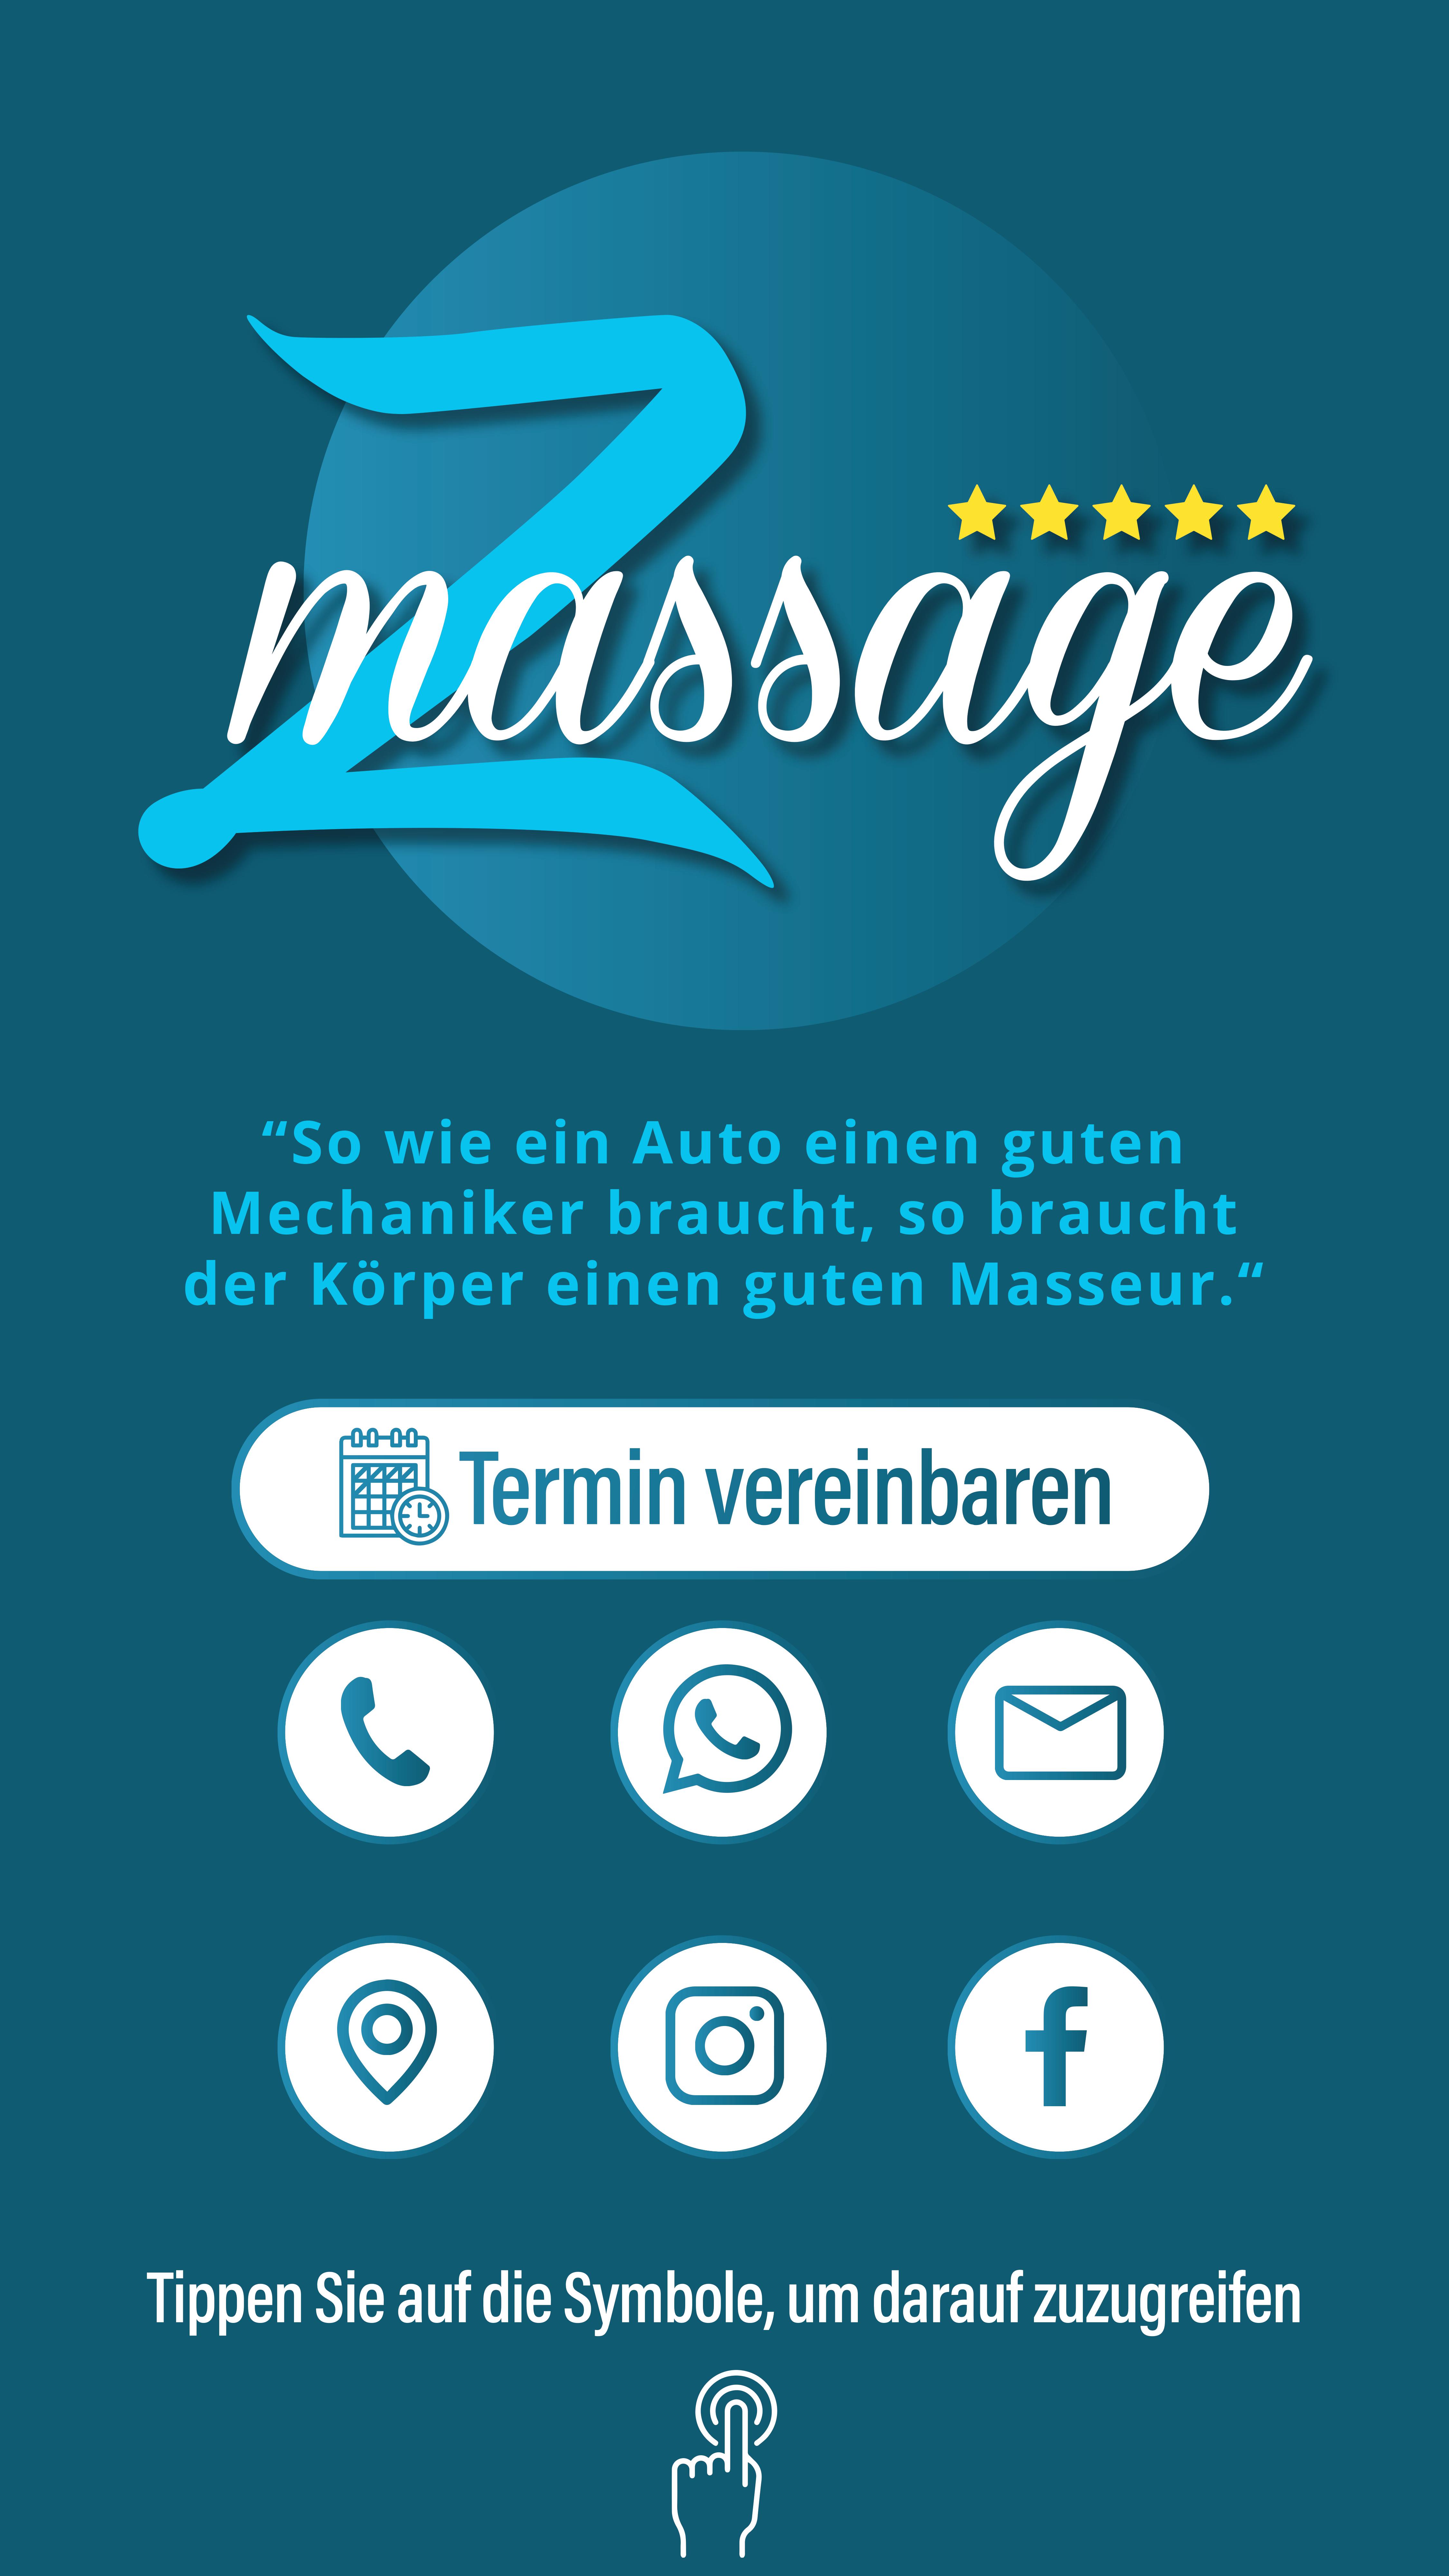 Z
massage
“So wie ein Auto einen guten
Mechaniker braucht, so braucht
der Körper einen guten Masseur.“
Termin vereinbaren
Tippen Sie auf die Symbole, um darauf zuzugreifen